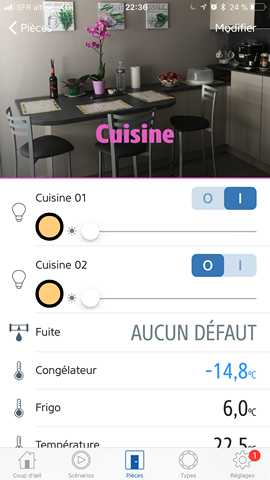 SFR altice 4G 22:36 24 %
Pièces Modifier
Cuisine
Cuisine 01 O I
Cuisine 02 O I
Fuite AUCUN DÉFAUT
Congélateur -14,8°C
Frigo 6,0°C
Température 22,5°C
1
Coup d'œil Scénarios Pièces Types Réglages